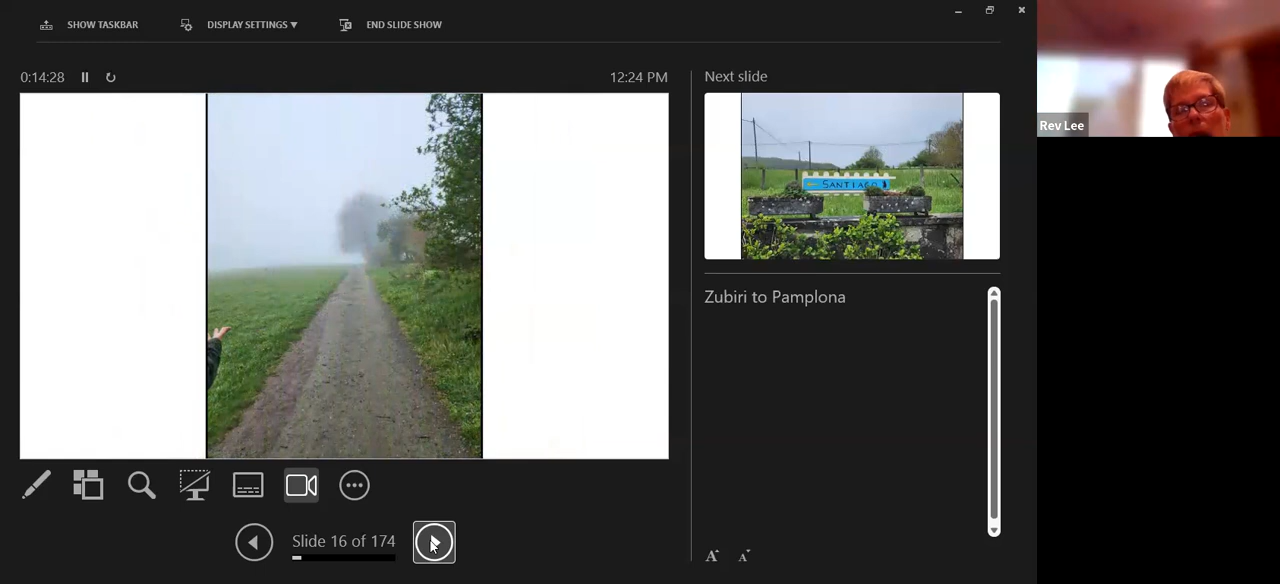 SHOW TASKBAR
DISPLAY SETTINGS ▼
END SLIDE SHOW
0:14:28
12:24 PM
Next slide
SANTIAGO
Rev Lee
Zubiri to Pamplona
Slide 16 of 174
A
A